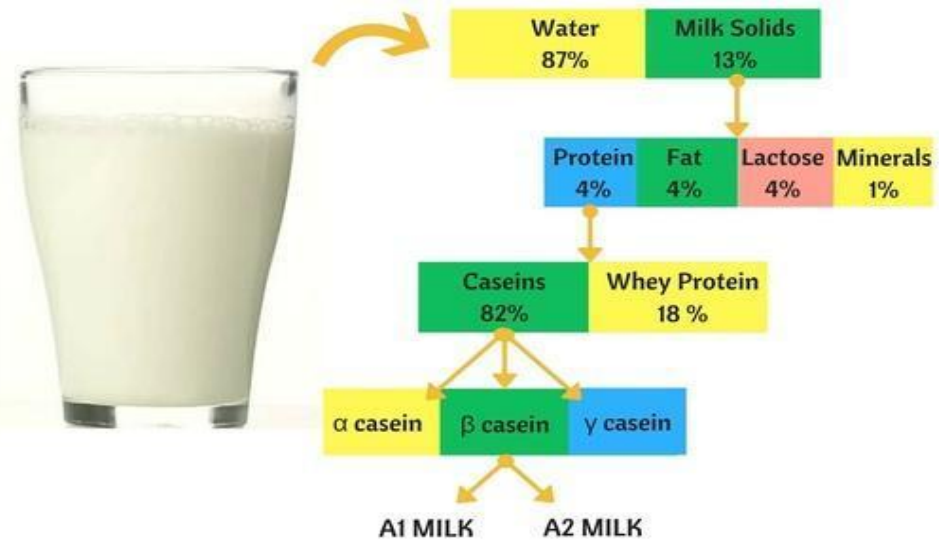 Water
87%
Milk Solids
13%
Protein
4%
Fat
4%
Lactose
4%
Minerals
1%
Caseins
82%
Whey Protein
18 %
α casein
β casein
γ casein
A1 MILK
A2 MILK